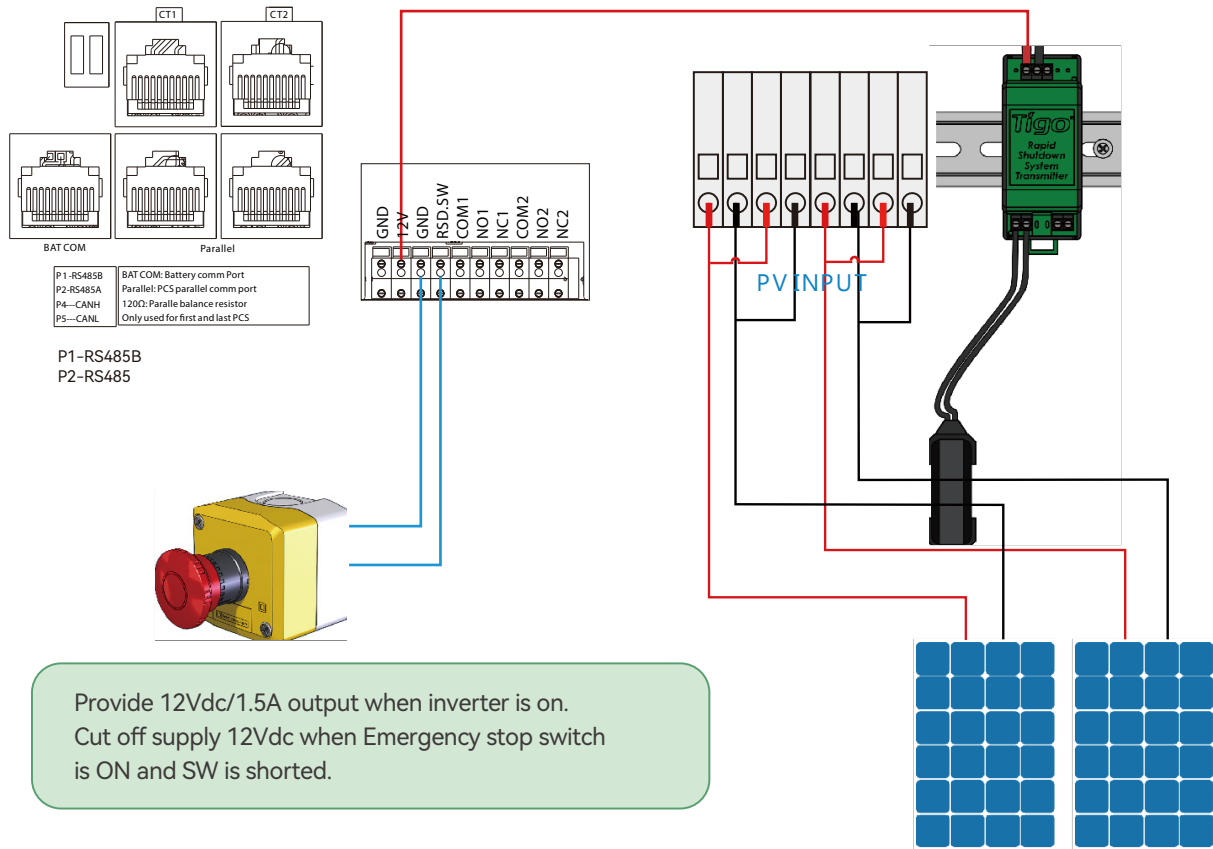 CT1
CT2
BAT COM
Parallel
P1 -RS485B
P2-RS485A
P4---CANH
P5---CANL
BAT COM: Battery comm Port
Parallel: PCS parallel comm port
120Ω: Paralle balance resistor
Only used for first and last PCS
P1-RS485B
P2-RS485
GND
12V
GND
RSD.SW
COM1
NO1
NC1
COM2
NO2
NC2
PV INPUT
Tigo
Rapid
Shutdown
System
Transmitter
Provide 12Vdc/1.5A output when inverter is on.
Cut off supply 12Vdc when Emergency stop switch
is ON and SW is shorted.